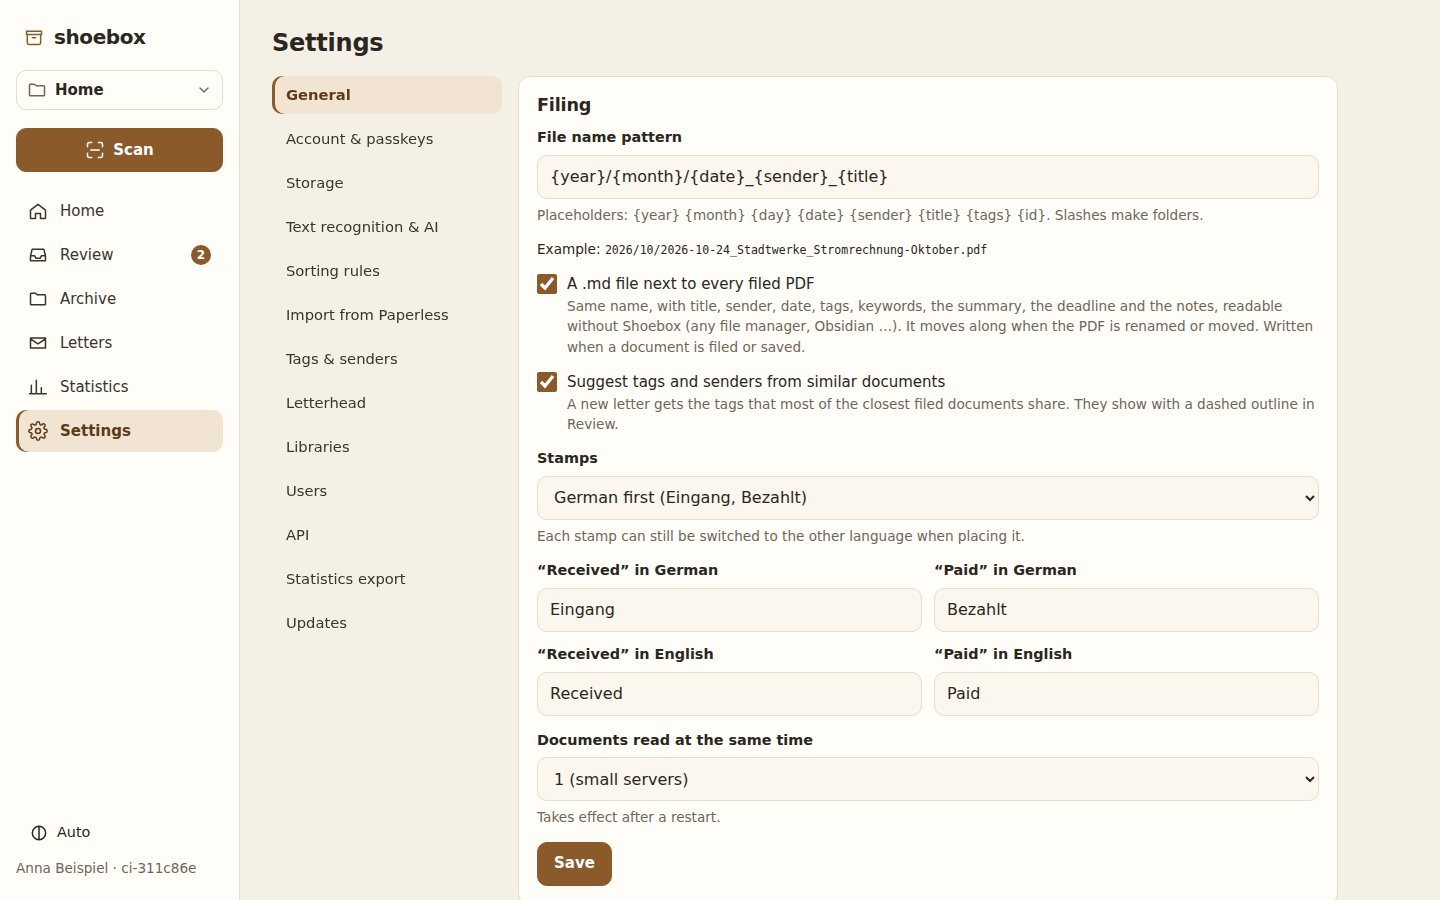 shoebox
Home
Scan
Home
Review 2
Archive
Letters
Statistics
Settings
Auto
Anna Beispiel · ci-311c86e
Settings
General
Account & passkeys
Storage
Text recognition & AI
Sorting rules
Import from Paperless
Tags & senders
Letterhead
Libraries
Users
API
Statistics export
Updates
Filing
File name pattern
{year}/{month}/{date}_{sender}_{title}
Placeholders: {year} {month} {day} {date} {sender} {title} {tags} {id}. Slashes make folders.
Example: 2026/10/2026-10-24_Stadtwerke_Stromrechnung-Oktober.pdf
A .md file next to every filed PDF
Same name, with title, sender, date, tags, keywords, the summary, the deadline and the notes, readable
without Shoebox (any file manager, Obsidian …). It moves along when the PDF is renamed or moved. Written
when a document is filed or saved.
Suggest tags and senders from similar documents
A new letter gets the tags that most of the closest filed documents share. They show with a dashed outline in
Review.
Stamps
German first (Eingang, Bezahlt)
Each stamp can still be switched to the other language when placing it.
“Received” in German “Paid” in German
Eingang Bezahlt
“Received” in English “Paid” in English
Received Paid
Documents read at the same time
1 (small servers)
Takes effect after a restart.
Save